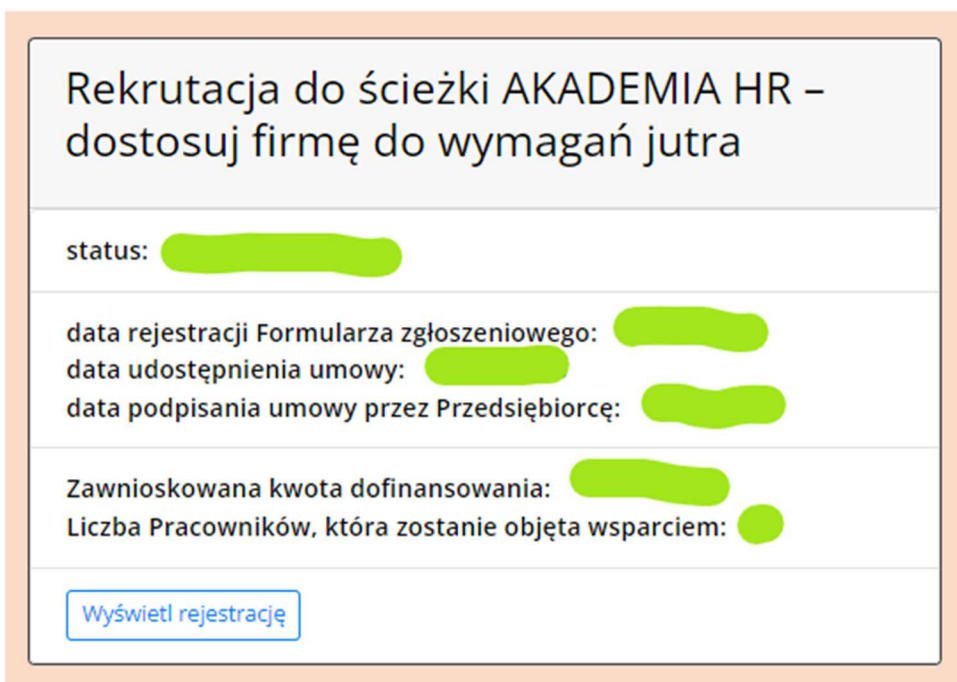 Rekrutacja do ścieżki AKADEMIA HR –
dostosuj firmę do wymagań jutra
status:
data rejestracji Formularza zgłoszeniowego:
data udostępnienia umowy:
data podpisania umowy przez Przedsiębiorcę:
Zawnioskowana kwota dofinansowania:
Liczba Pracowników, która zostanie objęta wsparciem:
Wyświetl rejestrację